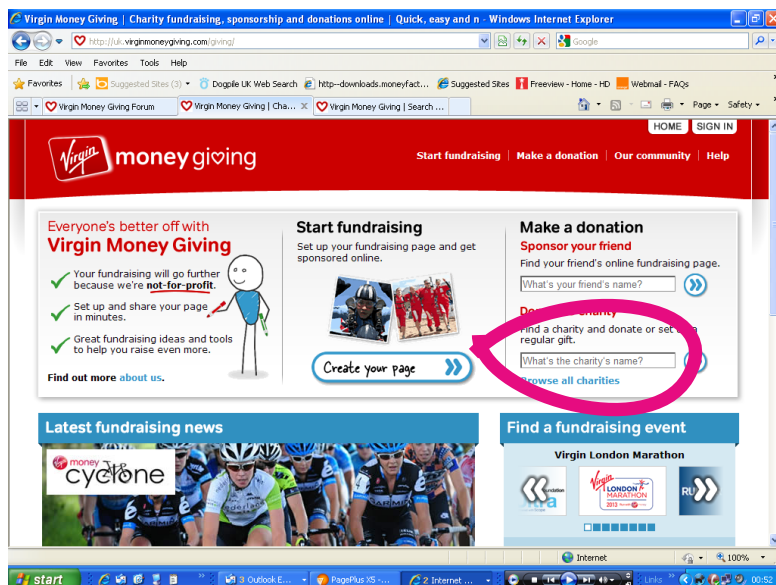 Virgin Money Giving | Charity fundraising, sponsorship and donations online | Quick, easy and n - Windows Internet Explorer
http://uk.virginmoneygiving.com/giving/
Google
File Edit View Favorites Tools Help
Favorites Suggested Sites (3) Dogpile UK Web Search http--downloads.moneyfact... Suggested Sites Freeview - Home - HD Webmail - FAQs
Virgin Money Giving Forum Virgin Money Giving | Cha... X Virgin Money Giving | Search ... Page Safety
HOME SIGN IN
Virgin money giving
Start fundraising | Make a donation | Our community | Help
Everyone's better off with
Virgin Money Giving
Your fundraising will go further
because we're not-for-profit.
Set up and share your page
in minutes.
Great fundraising ideas and tools
to help you raise even more.
Find out more about us.
Start fundraising
Set up your fundraising page and get
sponsored online.
Create your page
Make a donation
Sponsor your friend
Find your friend's online fundraising page.
What's your friend's name?
Find a charity and donate or set
regular gift.
What's the charity's name?
Browse all charities
Latest fundraising news
Virgin money
cyclone
GARMIN
Find a fundraising event
Virgin London Marathon
Virgin
LONDON
MARATHON
2013
RU
Internet 100%
start 3 Outlook E... PagePlus X5 -... 2 Internet ... Links 00:52